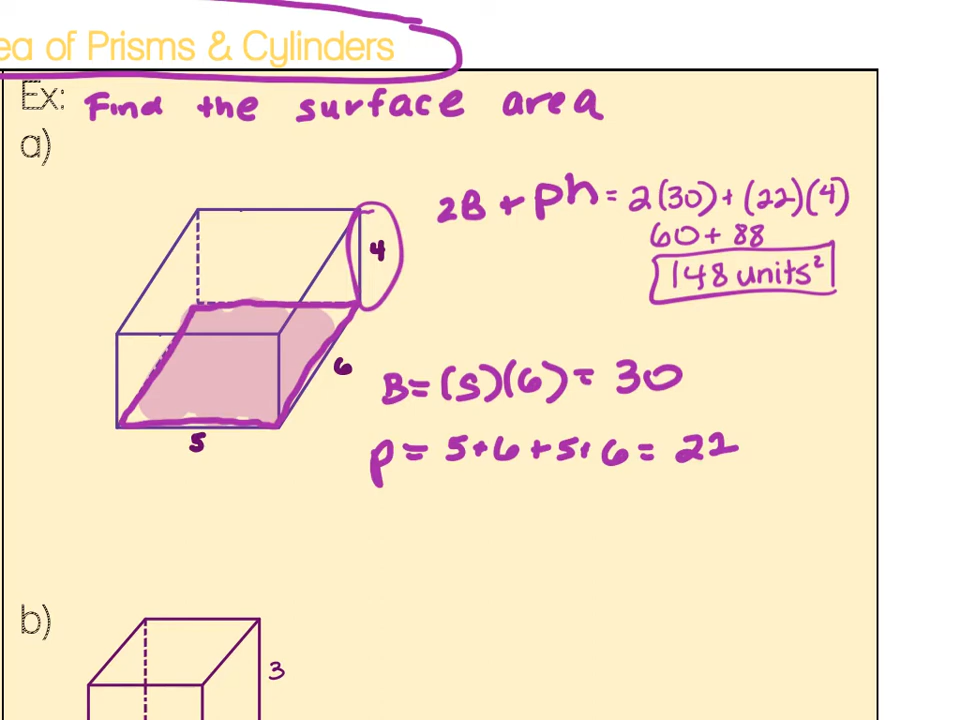 ea of Prisms & Cylinders
Ex: Find the surface area
a)
2B + ph = 2(30) + (22)(4)
60 + 88
148 units²
4
6
5
B = (5)(6) = 30
p = 5+6+5+6 = 22
b)
3